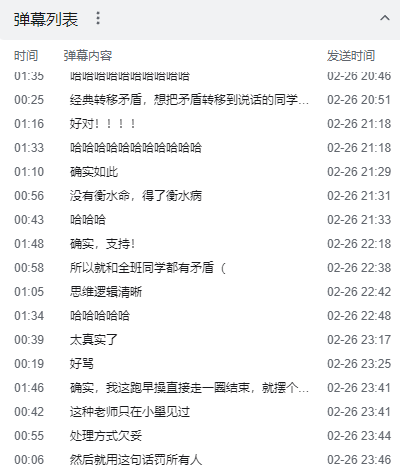 弹幕列表
时间 弹幕内容 发送时间
01:35 哈哈哈哈哈哈哈哈哈哈 02-26 20:46
00:25 经典转移矛盾，想把矛盾转移到说话的同学... 02-26 20:51
01:16 好对！！！！ 02-26 21:18
01:33 哈哈哈哈哈哈哈哈哈哈哈 02-26 21:18
01:10 确实如此 02-26 21:29
00:56 没有衡水命，得了衡水病 02-26 21:31
00:43 哈哈哈 02-26 21:33
01:48 确实，支持！ 02-26 22:18
00:58 所以就和全班同学都有矛盾（ 02-26 22:38
01:05 思维逻辑清晰 02-26 22:42
01:34 哈哈哈哈哈 02-26 22:48
00:39 太真实了 02-26 23:17
00:19 好骂 02-26 23:25
01:46 确实，我这跑早操直接走一圈结束，就摆个... 02-26 23:41
00:42 这种老师只在小壆见过 02-26 23:41
00:55 处理方式欠妥 02-26 23:44
00:06 然后就用这句话罚所有人 02-26 23:46